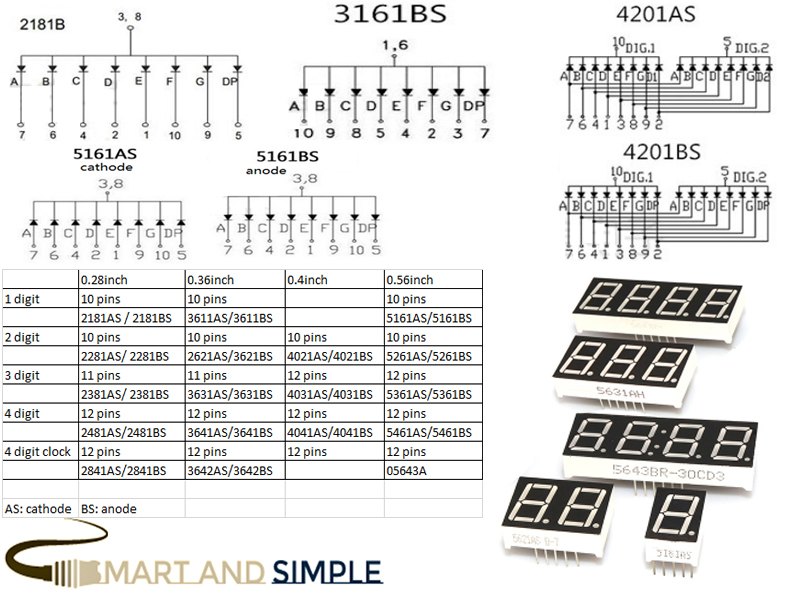 2181B
3, 8
A B C D E F G DP
7 6 4 2 1 10 9 5
3161BS
1,6
A B C D E F G DP
10 9 8 5 4 2 3 7
4201AS
10 DIG.1 5 DIG.2
A B C D E F G D1 A B C D E F G D2
7 6 4 1 3 8 9 2
5161AS
cathode
3,8
A B C D E F G DP
7 6 4 2 1 9 10 5
5161BS
anode
3,8
A B C D E F G DP
7 6 4 2 1 9 10 5
4201BS
10 DIG.1 5 DIG.2
A B C D E F G DP A B C D E F G DP
7 6 4 1 3 8 9 2
0.28inch 0.36inch 0.4inch 0.56inch
1 digit 10 pins 10 pins 10 pins
2181AS / 2181BS 3611AS/3611BS 5161AS/5161BS
2 digit 10 pins 10 pins 10 pins 10 pins
2281AS/ 2281BS 2621AS/3621BS 4021AS/4021BS 5261AS/5261BS
3 digit 11 pins 11 pins 12 pins 12 pins
2381AS/ 2381BS 3631AS/3631BS 4031AS/4031BS 5361AS/5361BS
4 digit 12 pins 12 pins 12 pins 12 pins
2481AS/2481BS 3641AS/3641BS 4041AS/4041BS 5461AS/5461BS
4 digit clock 12 pins 12 pins 12 pins 12 pins
2841AS/2841BS 3642AS/3642BS 05643A
AS: cathode BS: anode
5631AH
5643BR-30CD3
5621AS B-7
5161AS
SMART AND SIMPLE